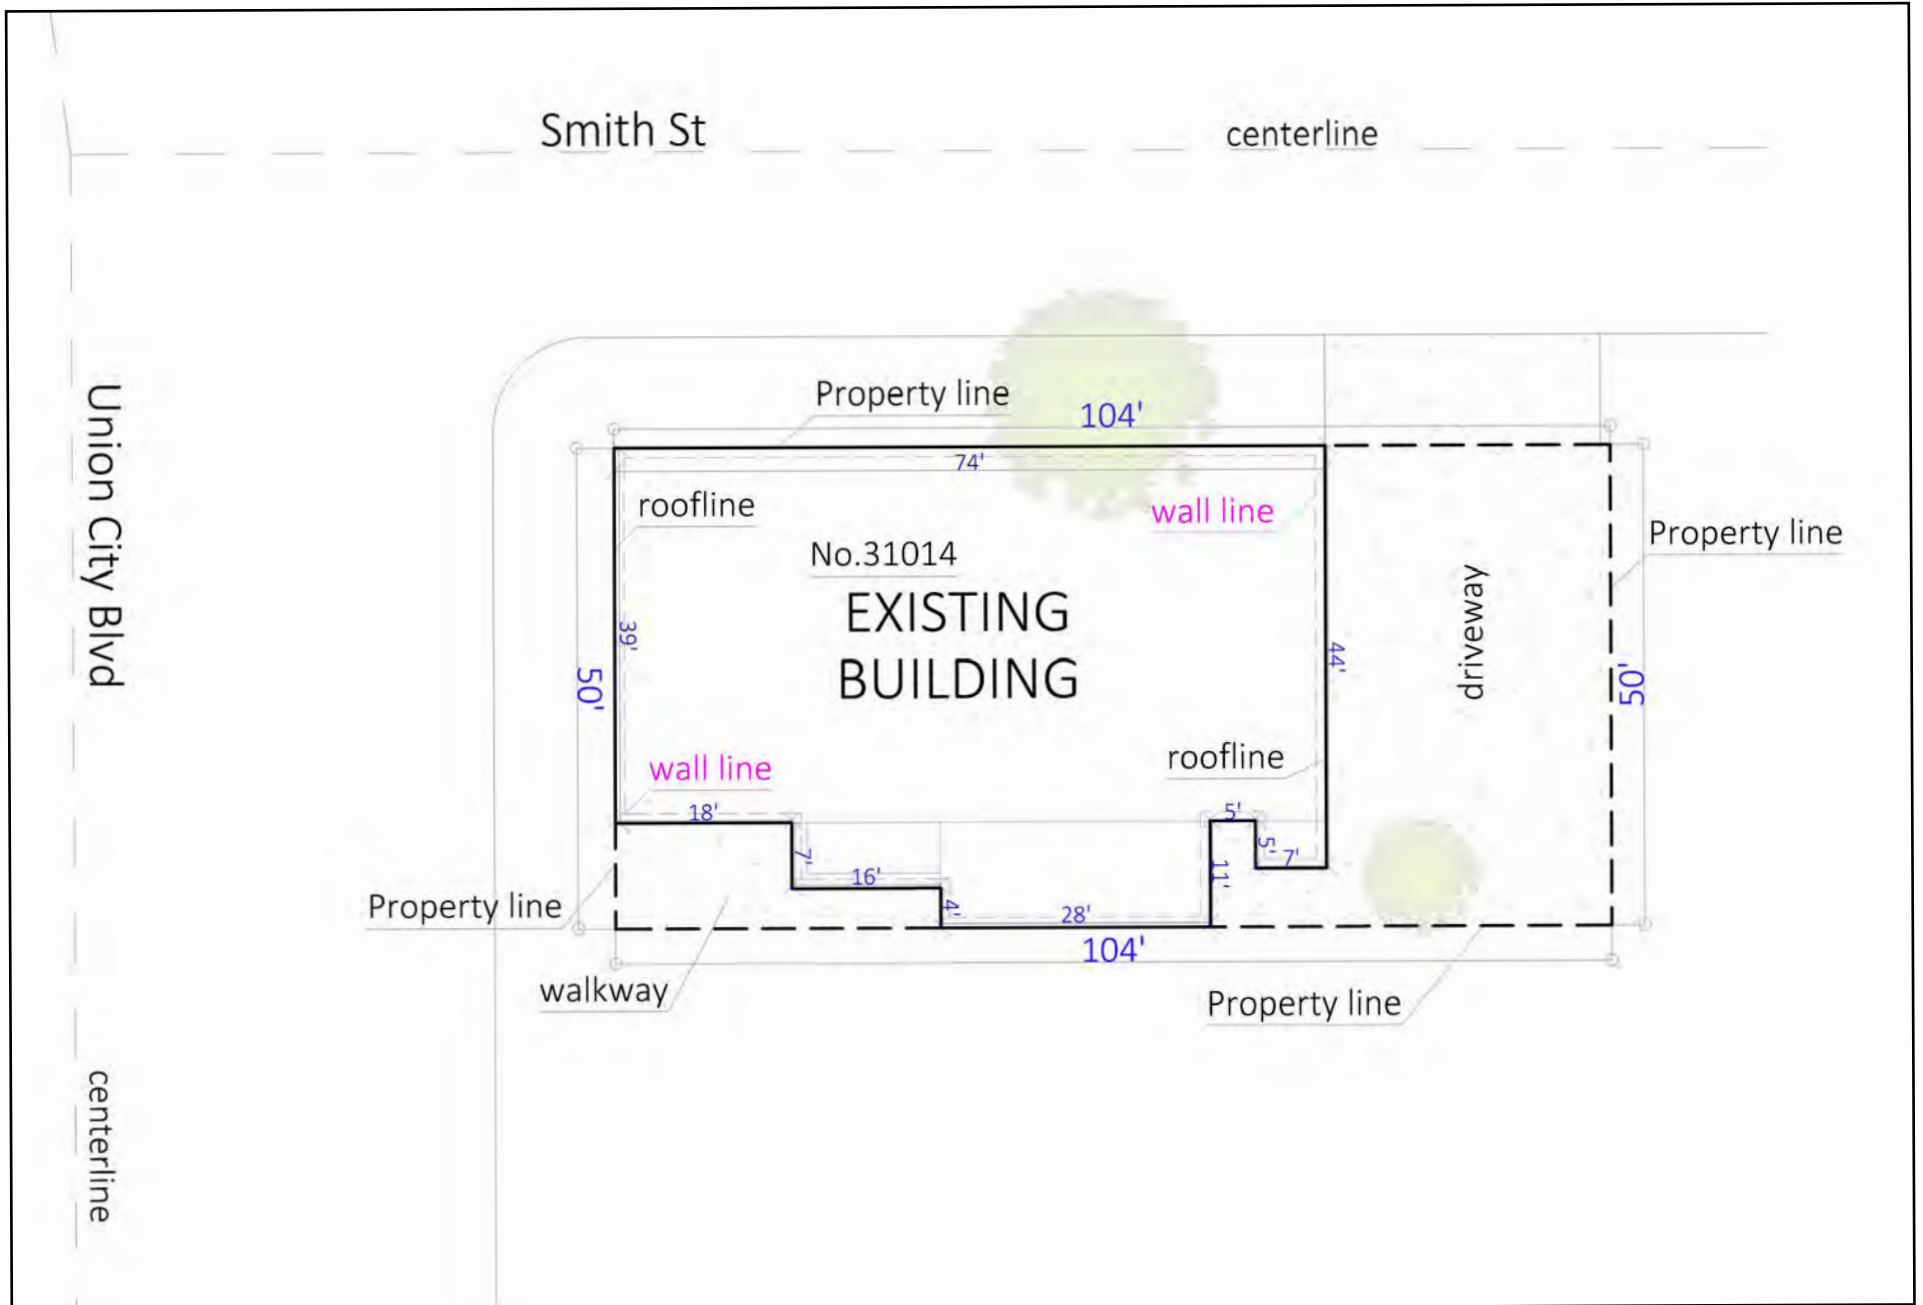 Smith St
centerline
Union City Blvd
centerline
Property line
104'
74'
roofline
wall line
No.31014
EXISTING
BUILDING
Property line
driveway
39'
50'
44'
50'
roofline
wall line
18'
5'
7'
16'
5'
7'
11'
4'
28'
Property line
104'
walkway
Property line